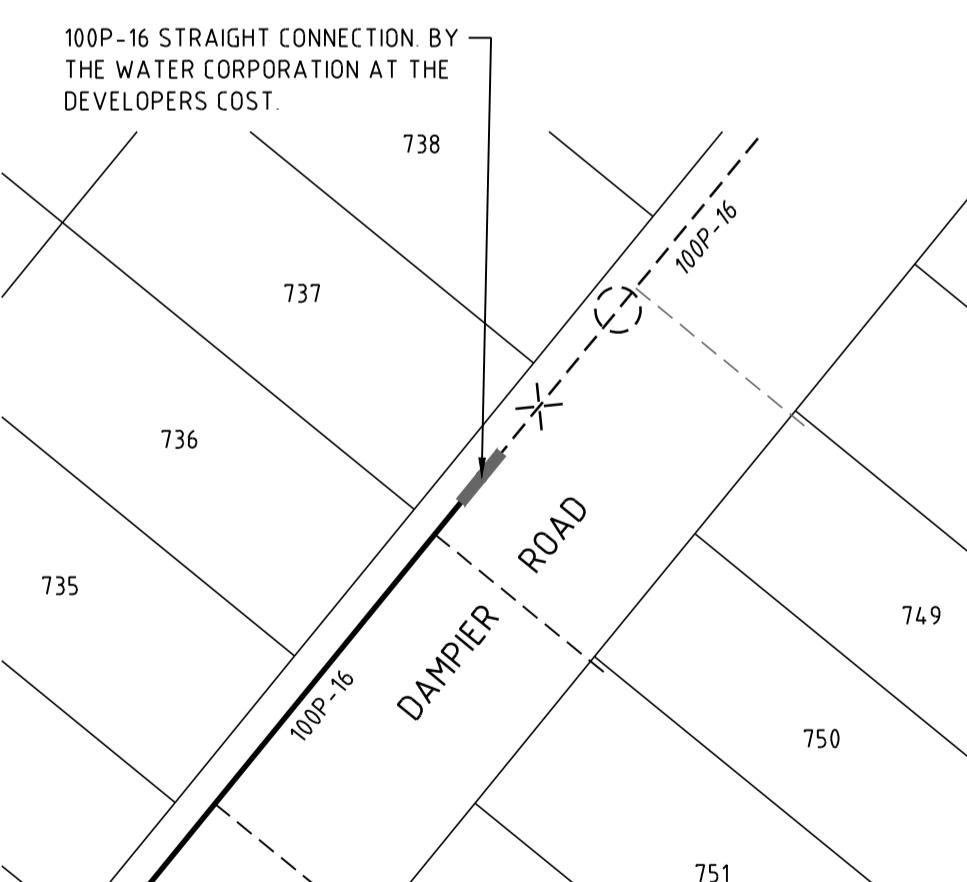 100P-16 STRAIGHT CONNECTION. BY
THE WATER CORPORATION AT THE
DEVELOPERS COST.
738
100P-16
737
736
ROAD
735
749
DAMPIER
100P-16
750
751